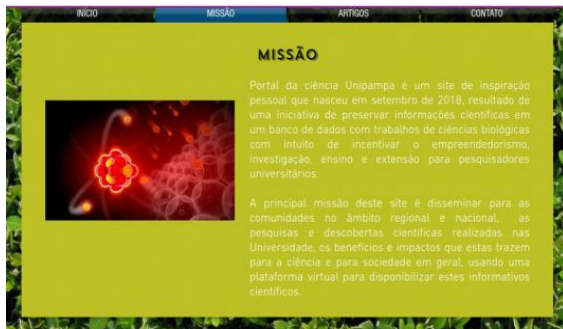 INÍCIO MISSÃO ARTIGOS CONTATO
MISSÃO
Portal da ciência Unipampa é um site de inspiração
pessoal que nasceu em setembro de 2018, resultado de
uma iniciativa de preservar informações científicas em
um banco de dados com trabalhos de ciências biológicas
com intuito de incentivar o empreendedorismo,
investigação, ensino e extensão para pesquisadores
universitários.
A principal missão deste site é disseminar para as
comunidades no âmbito regional e nacional, as
pesquisas e descobertas científicas realizadas nas
Universidade, os benefícios e impactos que estas trazem
para a ciência e para sociedade em geral, usando uma
plataforma virtual para disponibilizar estes informativos
científicos.